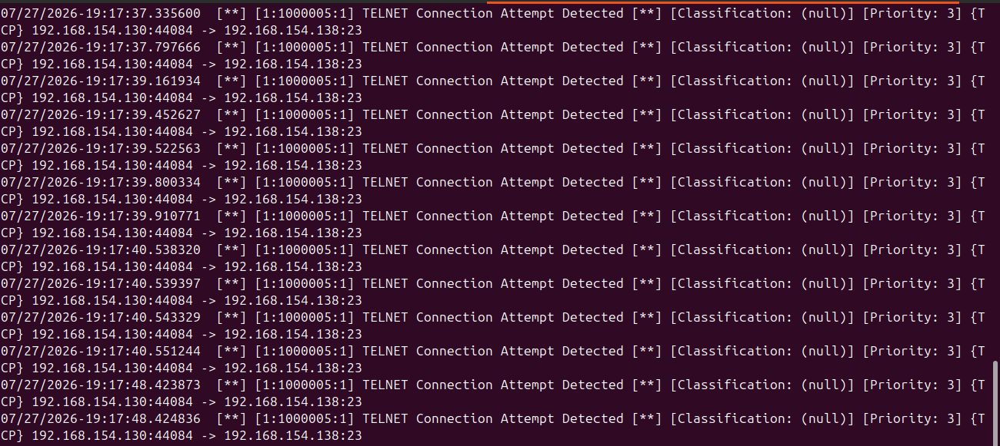 07/27/2026-19:17:37.335600  [**] [1:1000005:1] TELNET Connection Attempt Detected [**] [Classification: (null)] [Priority: 3] {T
CP} 192.168.154.130:44084 -> 192.168.154.138:23
07/27/2026-19:17:37.797666  [**] [1:1000005:1] TELNET Connection Attempt Detected [**] [Classification: (null)] [Priority: 3] {T
CP} 192.168.154.130:44084 -> 192.168.154.138:23
07/27/2026-19:17:39.161934  [**] [1:1000005:1] TELNET Connection Attempt Detected [**] [Classification: (null)] [Priority: 3] {T
CP} 192.168.154.130:44084 -> 192.168.154.138:23
07/27/2026-19:17:39.452627  [**] [1:1000005:1] TELNET Connection Attempt Detected [**] [Classification: (null)] [Priority: 3] {T
CP} 192.168.154.130:44084 -> 192.168.154.138:23
07/27/2026-19:17:39.522563  [**] [1:1000005:1] TELNET Connection Attempt Detected [**] [Classification: (null)] [Priority: 3] {T
CP} 192.168.154.130:44084 -> 192.168.154.138:23
07/27/2026-19:17:39.800334  [**] [1:1000005:1] TELNET Connection Attempt Detected [**] [Classification: (null)] [Priority: 3] {T
CP} 192.168.154.130:44084 -> 192.168.154.138:23
07/27/2026-19:17:39.910771  [**] [1:1000005:1] TELNET Connection Attempt Detected [**] [Classification: (null)] [Priority: 3] {T
CP} 192.168.154.130:44084 -> 192.168.154.138:23
07/27/2026-19:17:40.538320  [**] [1:1000005:1] TELNET Connection Attempt Detected [**] [Classification: (null)] [Priority: 3] {T
CP} 192.168.154.130:44084 -> 192.168.154.138:23
07/27/2026-19:17:40.539397  [**] [1:1000005:1] TELNET Connection Attempt Detected [**] [Classification: (null)] [Priority: 3] {T
CP} 192.168.154.130:44084 -> 192.168.154.138:23
07/27/2026-19:17:40.543329  [**] [1:1000005:1] TELNET Connection Attempt Detected [**] [Classification: (null)] [Priority: 3] {T
CP} 192.168.154.130:44084 -> 192.168.154.138:23
07/27/2026-19:17:40.551244  [**] [1:1000005:1] TELNET Connection Attempt Detected [**] [Classification: (null)] [Priority: 3] {T
CP} 192.168.154.130:44084 -> 192.168.154.138:23
07/27/2026-19:17:48.423873  [**] [1:1000005:1] TELNET Connection Attempt Detected [**] [Classification: (null)] [Priority: 3] {T
CP} 192.168.154.130:44084 -> 192.168.154.138:23
07/27/2026-19:17:48.424836  [**] [1:1000005:1] TELNET Connection Attempt Detected [**] [Classification: (null)] [Priority: 3] {T
CP} 192.168.154.130:44084 -> 192.168.154.138:23